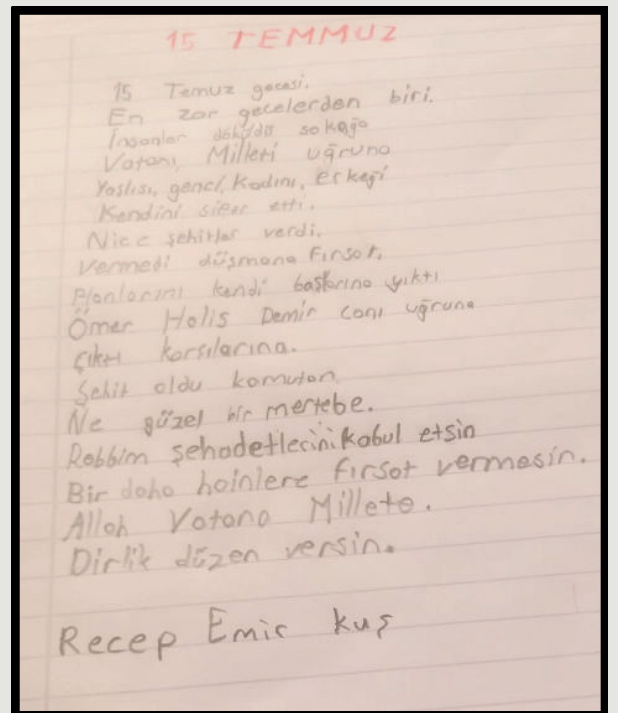 15 TEMMUZ
15 Temuz gecesi.
En zor gecelerden biri.
İnsanlar döküldü sokağa
Vatanı, Milleti uğruna
Yaşlısı, genci, Kadını, erkeği
Kendini siper etti.
Nice şehitler verdi.
Vermedi düşmana Fırsat.
Planlarını kendi başlarına yıktı
Ömer Halis Demir canı uğruna
Çıktı karşılarına.
Şehit oldu komutan
Ne güzel bir mertebe.
Rabbim şehadetlerini kabul etsin
Bir daha hainlere fırsat vermesin.
Allah Vatana Millete.
Dirlik düzen versin.
Recep Emir kuş